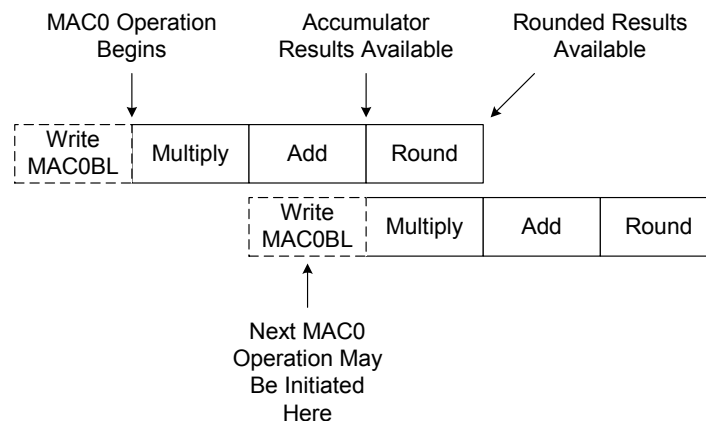 MAC0 Operation
Begins
Accumulator
Results Available
Rounded Results
Available
Write
MAC0BL
Multiply
Add
Round
Write
MAC0BL
Multiply
Add
Round
Next MAC0
Operation May
Be Initiated
Here